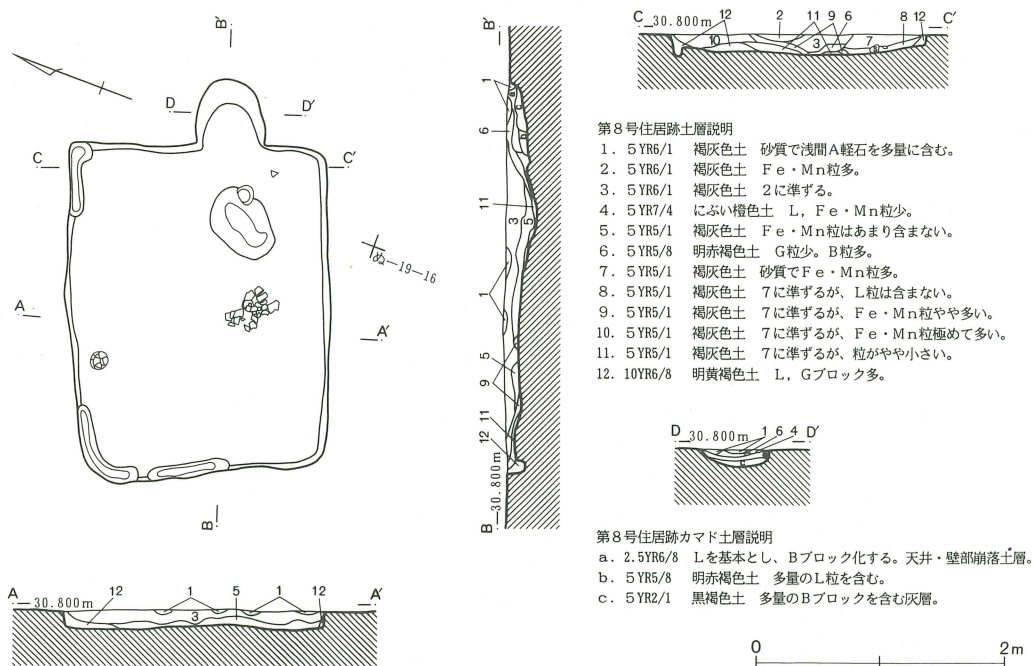 B B′
D D′
C C′
A A′
B
ぬ—19—16
B′
1
a
c
b
6
11
3 5
1
5
9
11
12
B 30.800m
C 30.800m 12 2 11 9 6 8 12 C′
10 3 7 S
第8号住居跡土層説明
1. 5YR6/1 褐灰色土 砂質で浅間A軽石を多量に含む。
2. 5YR6/1 褐灰色土 Fe・Mn粒多。
3. 5YR6/1 褐灰色土 2に準ずる。
4. 5YR7/4 にぶい橙色土 L，Fe・Mn粒少。
5. 5YR5/1 褐灰色土 Fe・Mn粒はあまり含まない。
6. 5YR5/8 明赤褐色土 G粒少。B粒多。
7. 5YR5/1 褐灰色土 砂質でFe・Mn粒多。
8. 5YR5/1 褐灰色土 7に準ずるが、L粒は含まない。
9. 5YR5/1 褐灰色土 7に準ずるが、Fe・Mn粒やや多い。
10. 5YR5/1 褐灰色土 7に準ずるが、Fe・Mn粒極めて多い。
11. 5YR5/1 褐灰色土 7に準ずるが、粒がやや小さい。
12. 10YR6/8 明黄褐色土 L，Gブロック多。
D 30.800m 1 6 4 D′
第8号住居跡カマド土層説明
a. 2.5YR6/8 Lを基本とし、Bブロック化する。天井・壁部崩落土層。
b. 5YR5/8 明赤褐色土 多量のL粒を含む。
c. 5YR2/1 黒褐色土 多量のBブロックを含む灰層。
A 30.800m 12 1 5 1 12 A′
3
0 2m